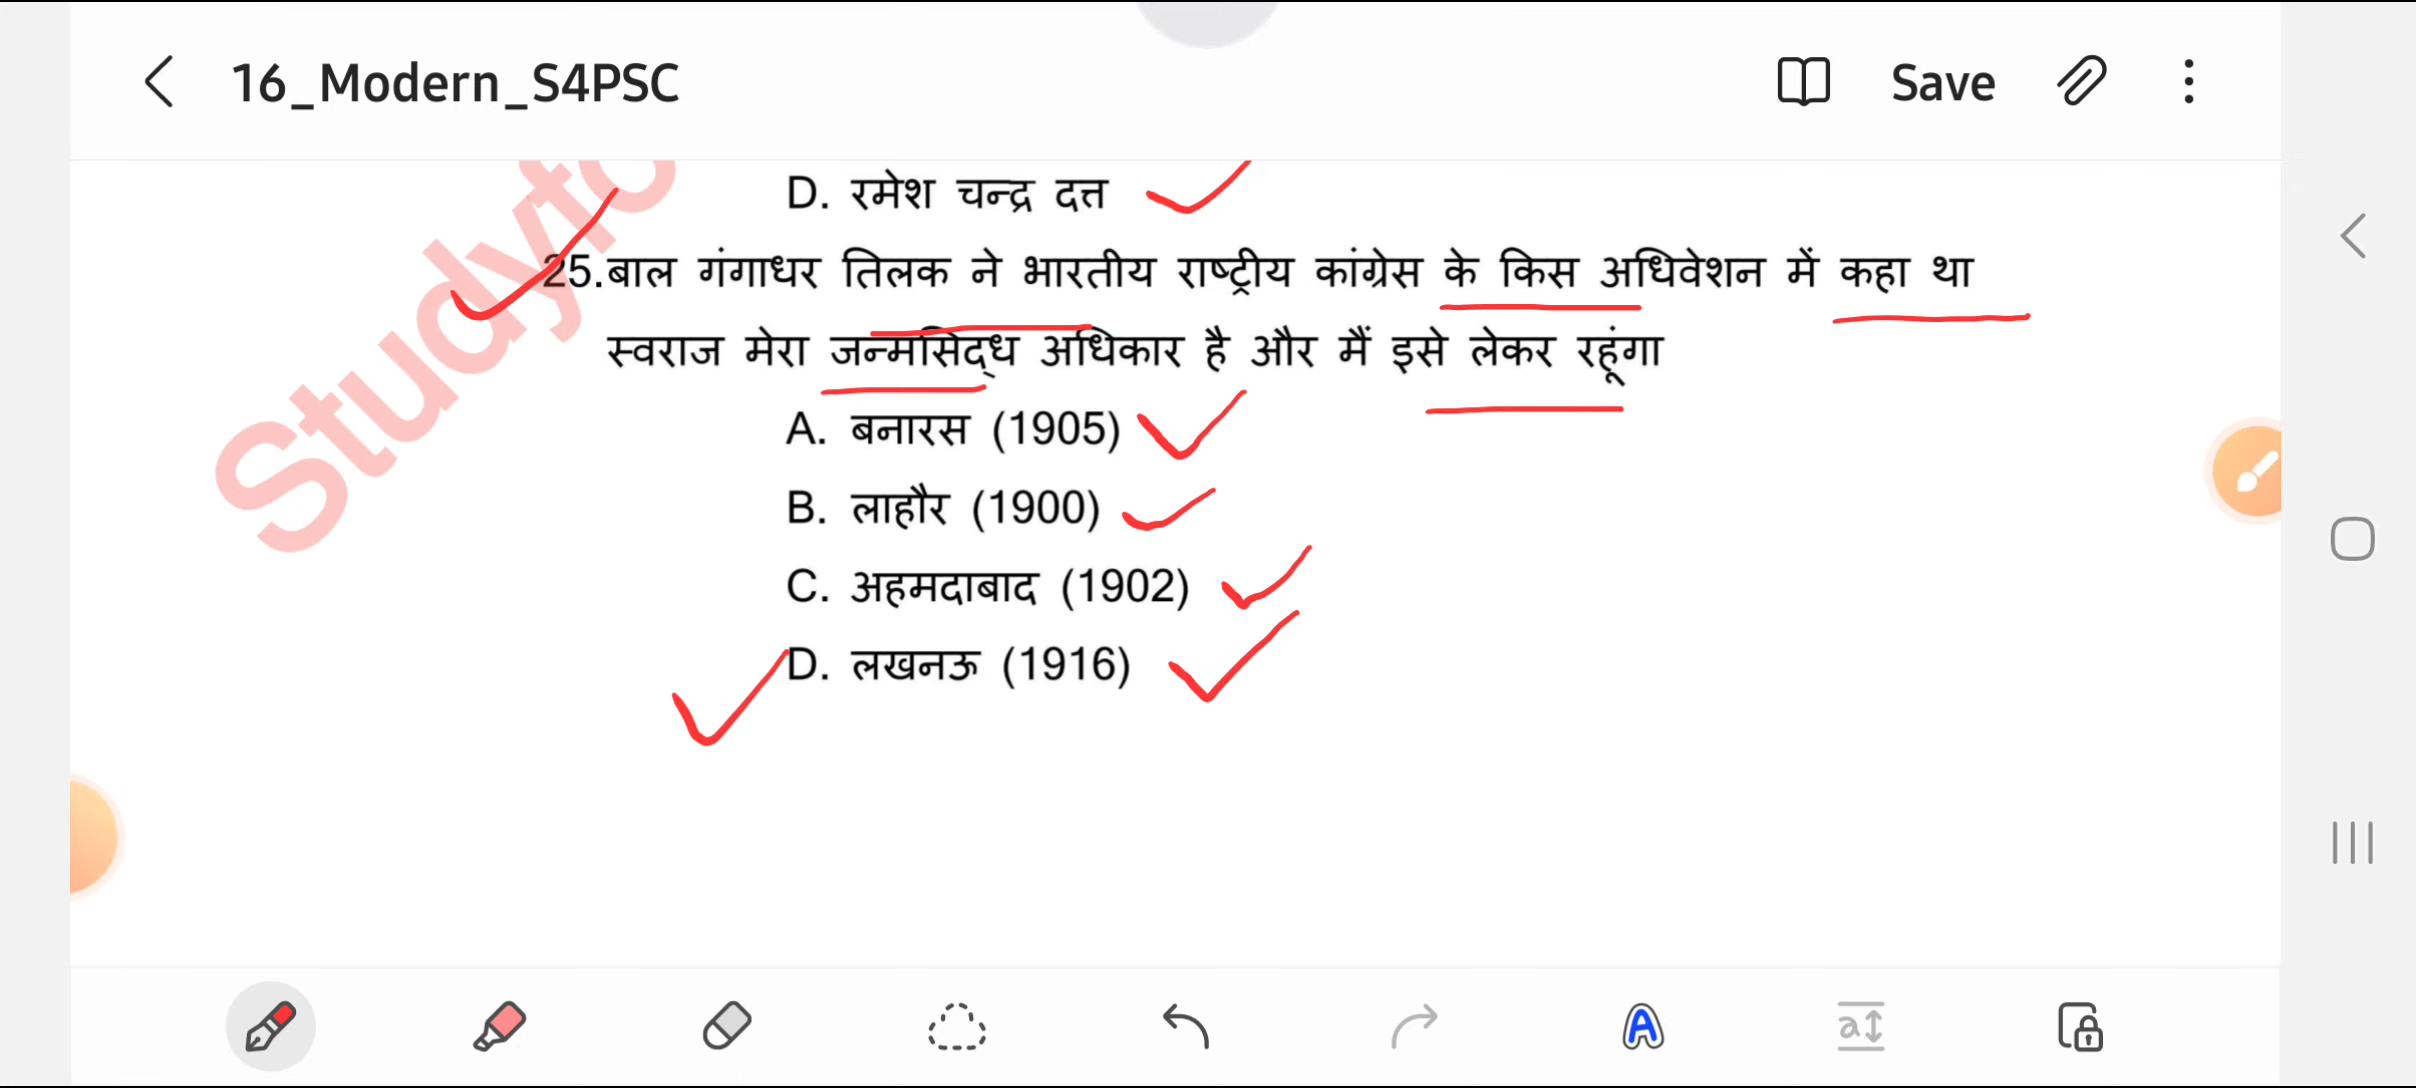 16_Modern_S4PSC
Save
D. रमेश चन्द्र दत्त
25.बाल गंगाधर तिलक ने भारतीय राष्ट्रीय कांग्रेस के किस अधिवेशन में कहा था
स्वराज मेरा जन्मसिद्ध अधिकार है और मैं इसे लेकर रहूंगा
A. बनारस (1905)
B. लाहौर (1900)
C. अहमदाबाद (1902)
D. लखनऊ (1916)